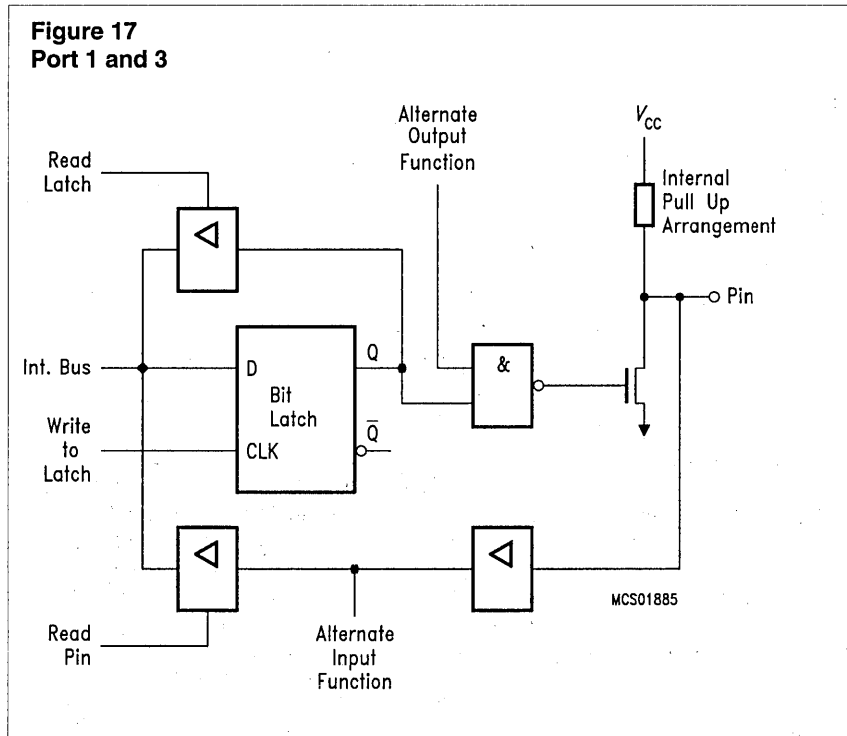 Figure 17
Port 1 and 3
Alternate
Output
Function
VCC
Read
Latch
Internal
Pull Up
Arrangement
Pin
Int. Bus
D
Q
&
Bit
Latch
Write
to
Latch
CLK
Q̅
MCS01885
Read
Pin
Alternate
Input
Function